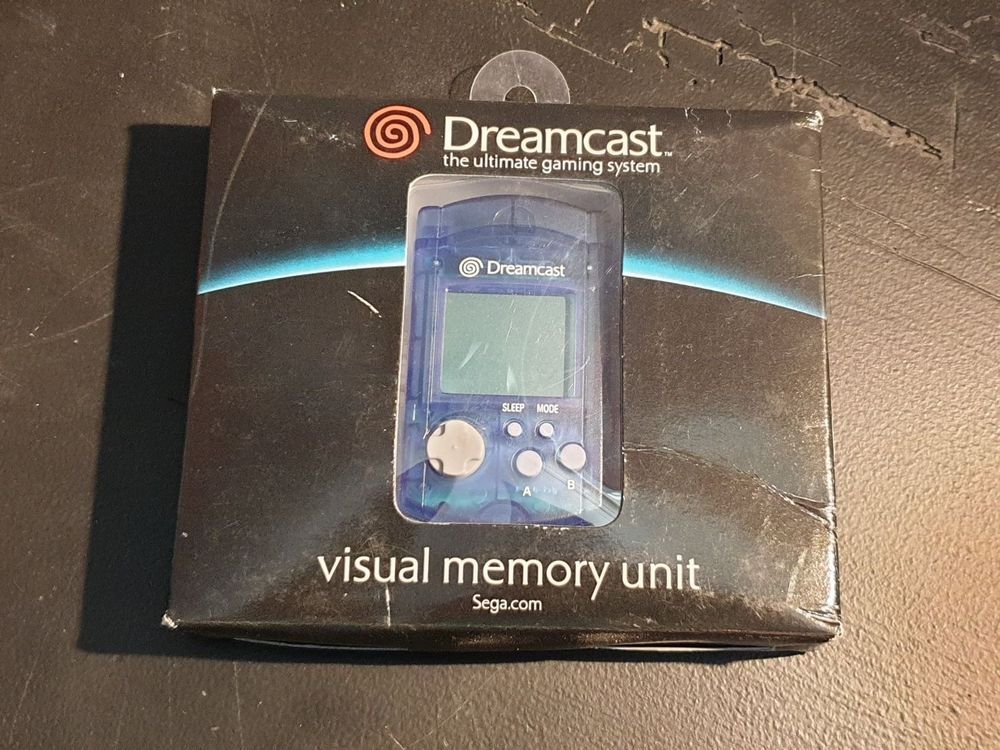 Dreamcast™
the ultimate gaming system
Dreamcast
SLEEP MODE
A B
visual memory unit
Sega.com